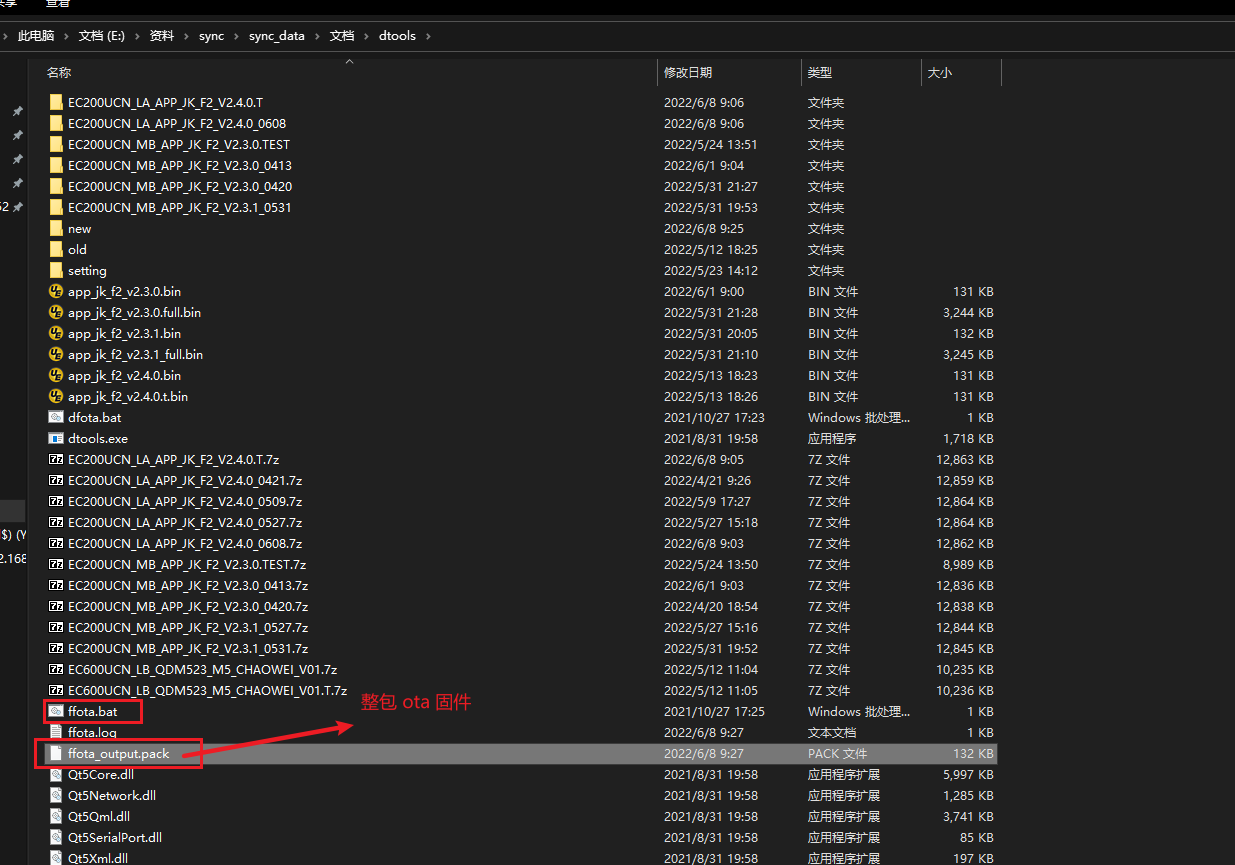 共享 查看
此电脑 文档 (E:) 资料 sync sync_data 文档 dtools
名称 修改日期 类型 大小
EC200UCN_LA_APP_JK_F2_V2.4.0.T 2022/6/8 9:06 文件夹
EC200UCN_LA_APP_JK_F2_V2.4.0_0608 2022/6/8 9:06 文件夹
EC200UCN_MB_APP_JK_F2_V2.3.0.TEST 2022/5/24 13:51 文件夹
EC200UCN_MB_APP_JK_F2_V2.3.0_0413 2022/6/1 9:04 文件夹
EC200UCN_MB_APP_JK_F2_V2.3.0_0420 2022/5/31 21:27 文件夹
EC200UCN_MB_APP_JK_F2_V2.3.1_0531 2022/5/31 19:53 文件夹
new 2022/6/8 9:25 文件夹
old 2022/5/12 18:25 文件夹
setting 2022/5/23 14:12 文件夹
app_jk_f2_v2.3.0.bin 2022/6/1 9:00 BIN 文件 131 KB
app_jk_f2_v2.3.0.full.bin 2022/5/31 21:28 BIN 文件 3,244 KB
app_jk_f2_v2.3.1.bin 2022/5/31 20:05 BIN 文件 132 KB
app_jk_f2_v2.3.1_full.bin 2022/5/31 21:10 BIN 文件 3,245 KB
app_jk_f2_v2.4.0.bin 2022/5/13 18:23 BIN 文件 131 KB
app_jk_f2_v2.4.0.t.bin 2022/5/13 18:26 BIN 文件 131 KB
dfota.bat 2021/10/27 17:23 Windows 批处理... 1 KB
dtools.exe 2021/8/31 19:58 应用程序 1,718 KB
EC200UCN_LA_APP_JK_F2_V2.4.0.T.7z 2022/6/8 9:05 7Z 文件 12,863 KB
EC200UCN_LA_APP_JK_F2_V2.4.0_0421.7z 2022/4/21 9:26 7Z 文件 12,859 KB
EC200UCN_LA_APP_JK_F2_V2.4.0_0509.7z 2022/5/9 17:27 7Z 文件 12,864 KB
EC200UCN_LA_APP_JK_F2_V2.4.0_0527.7z 2022/5/27 15:18 7Z 文件 12,864 KB
EC200UCN_LA_APP_JK_F2_V2.4.0_0608.7z 2022/6/8 9:03 7Z 文件 12,862 KB
EC200UCN_MB_APP_JK_F2_V2.3.0.TEST.7z 2022/5/24 13:50 7Z 文件 8,989 KB
EC200UCN_MB_APP_JK_F2_V2.3.0_0413.7z 2022/6/1 9:03 7Z 文件 12,836 KB
EC200UCN_MB_APP_JK_F2_V2.3.0_0420.7z 2022/4/20 18:54 7Z 文件 12,838 KB
EC200UCN_MB_APP_JK_F2_V2.3.1_0527.7z 2022/5/27 15:16 7Z 文件 12,844 KB
EC200UCN_MB_APP_JK_F2_V2.3.1_0531.7z 2022/5/31 19:52 7Z 文件 12,845 KB
EC600UCN_LB_QDM523_M5_CHAOWEI_V01.7z 2022/5/12 11:04 7Z 文件 10,235 KB
EC600UCN_LB_QDM523_M5_CHAOWEI_V01.T.7z 2022/5/12 11:05 7Z 文件 10,236 KB
整包 ota 固件
ffota.bat 2021/10/27 17:25 Windows 批处理... 1 KB
ffota.log 2022/6/8 9:27 文本文档 1 KB
ffota_output.pack 2022/6/8 9:27 PACK 文件 132 KB
Qt5Core.dll 2021/8/31 19:58 应用程序扩展 5,997 KB
Qt5Network.dll 2021/8/31 19:58 应用程序扩展 1,285 KB
Qt5Qml.dll 2021/8/31 19:58 应用程序扩展 3,741 KB
Qt5SerialPort.dll 2021/8/31 19:58 应用程序扩展 85 KB
Qt5Xml.dll 2021/8/31 19:58 应用程序扩展 197 KB